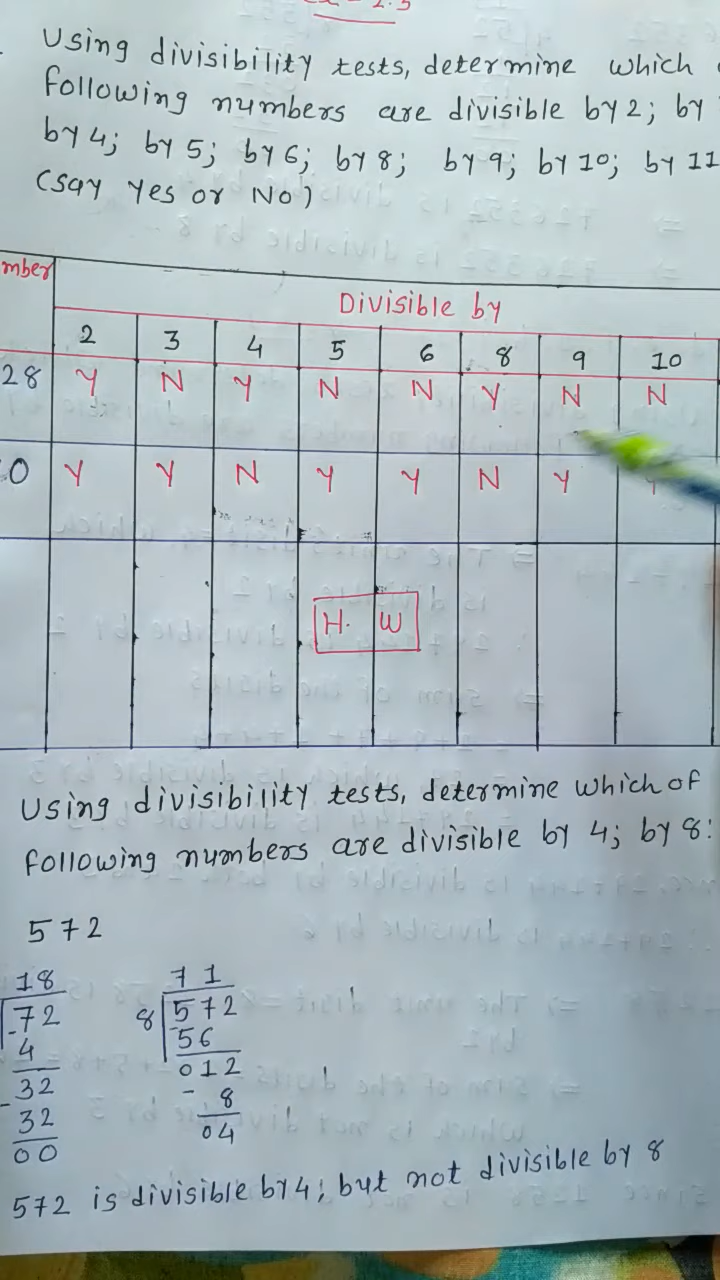 Using divisibility tests, determine which
following numbers are divisible by 2; by
by 4; by 5; by 6; by 8; by 9; by 10; by 11
(say Yes or No)
mber Divisible by
2 3 4 5 6 8 9 10
28 Y N Y N N Y N N
0 Y Y N Y Y N Y Y
H. W
Using divisibility tests, determine which of
following numbers are divisible by 4; by 8:
572
18
72
-4
32
-32
00
71
8 572
-56
012
- 8
04
572 is divisible by 4; but not divisible by 8